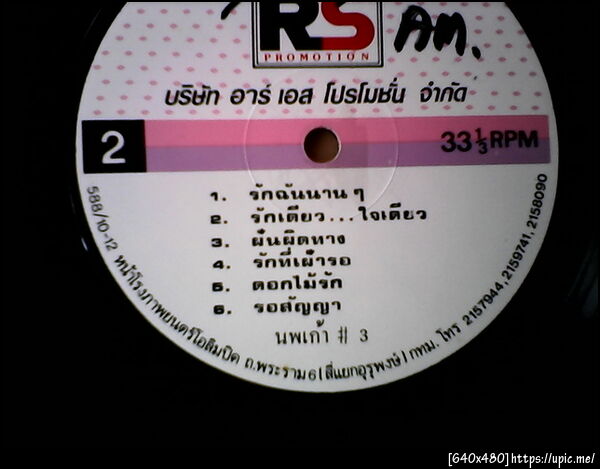 RS
PROMOTION
AM.
บริษัท อาร์ เอส โปรโมชั่น จำกัด
2
33 1/3 RPM
1. รักฉันนาน ๆ
2. รักเดียว...ใจเดียว
3. ฝันผิดทาง
4. รักที่เฝ้ารอ
5. ดอกไม้รัก
6. รอสัญญา
นพเก้า # 3
588/10-12 หน้าโรงภาพยนตร์โอลิมปิค ถ.พระราม 6 (สี่แยกอุรุพงษ์) กทม. โทร 2157944, 2159741, 2158090
[640x480]https://upic.me/